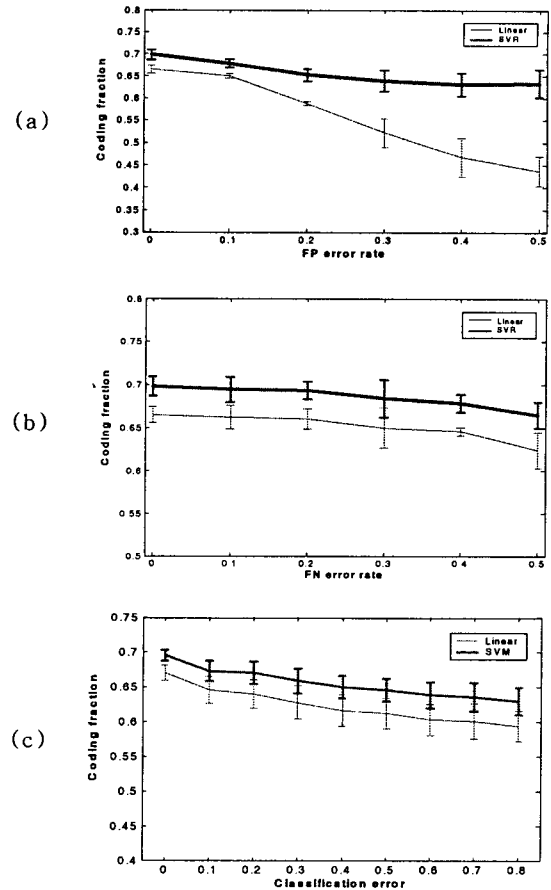 (a)
0.8
0.75
0.7
0.65
0.6
0.55
0.5
0.45
0.4
0.35
0.3
Coding fraction
Linear
SVR
0 0.1 0.2 0.3 0.4 0.5
FP error rate
(b)
0.8
0.75
0.7
0.65
0.6
0.55
0.5
Coding fraction
Linear
SVR
0 0.1 0.2 0.3 0.4 0.5
FN error rate
(c)
0.75
0.7
0.65
0.6
0.55
0.5
0.45
0.4
Coding fraction
Linear
SVM
0 0.1 0.2 0.3 0.4 0.5 0.6 0.7 0.8
Classification error